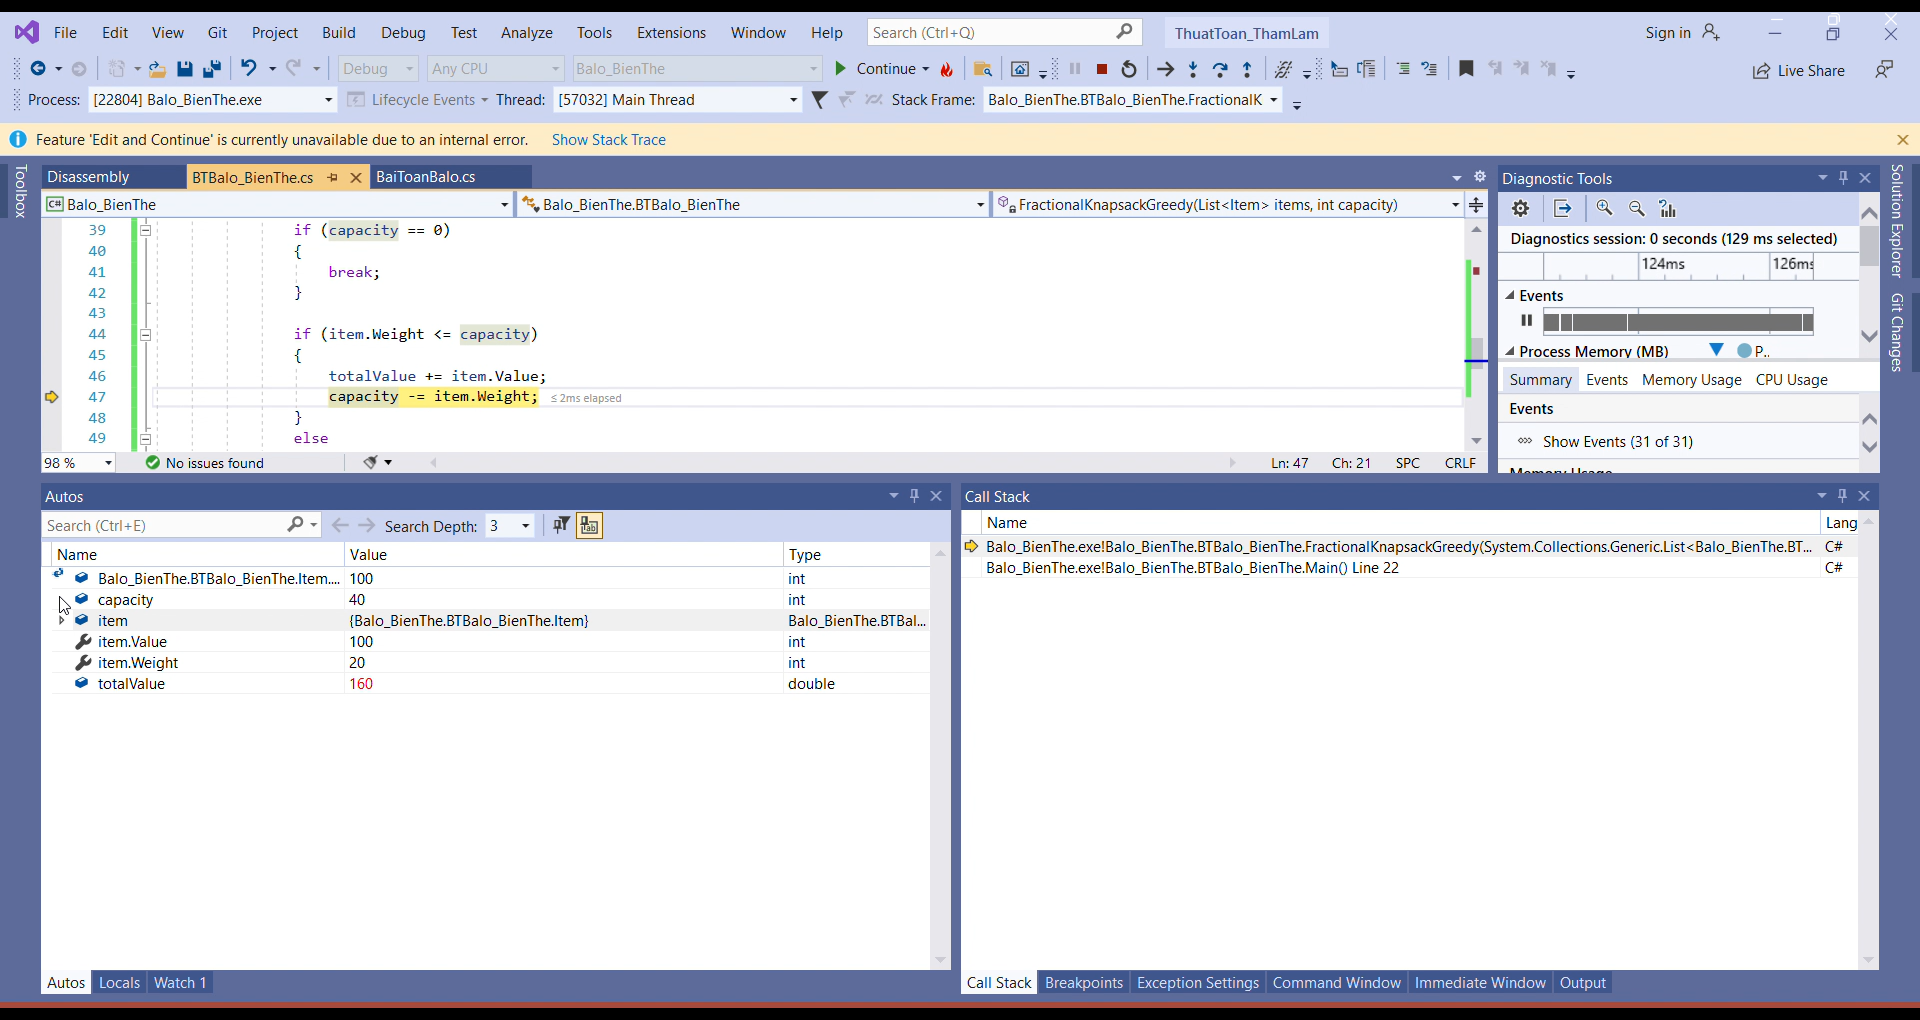 File Edit View Git Project Build Debug Test Analyze Tools Extensions Window Help Search (Ctrl+Q) ThuatToan_ThamLam Sign in
Debug Any CPU Balo_BienThe Continue Live Share
Process: [22804] Balo_BienThe.exe Lifecycle Events Thread: [57032] Main Thread Stack Frame: Balo_BienThe.BTBalo_BienThe.FractionalK
Feature 'Edit and Continue' is currently unavailable due to an internal error. Show Stack Trace
Toolbox
Disassembly BTBalo_BienThe.cs BaiToanBalo.cs
C# Balo_BienThe Balo_BienThe.BTBalo_BienThe FractionalKnapsackGreedy(List<Item> items, int capacity)
39 if (capacity == 0)
40 {
41 break;
42 }
43
44 if (item.Weight <= capacity)
45 {
46 totalValue += item.Value;
47 capacity -= item.Weight; ≤ 2ms elapsed
48 }
49 else
98 % No issues found Ln: 47 Ch: 21 SPC CRLF
Diagnostic Tools
Diagnostics session: 0 seconds (129 ms selected)
124ms 126ms
Events
Process Memory (MB) P..
Summary Events Memory Usage CPU Usage
Events
Show Events (31 of 31)
Memory Usage
Solution Explorer
Git Changes
Autos
Search (Ctrl+E) Search Depth: 3
Name Value Type
Balo_BienThe.BTBalo_BienThe.Item.... 100 int
capacity 40 int
item {Balo_BienThe.BTBalo_BienThe.Item} Balo_BienThe.BTBal...
item.Value 100 int
item.Weight 20 int
totalValue 160 double
Autos Locals Watch 1
Call Stack
Name Lang
Balo_BienThe.exe!Balo_BienThe.BTBalo_BienThe.FractionalKnapsackGreedy(System.Collections.Generic.List<Balo_BienThe.BT... C#
Balo_BienThe.exe!Balo_BienThe.BTBalo_BienThe.Main() Line 22 C#
Call Stack Breakpoints Exception Settings Command Window Immediate Window Output